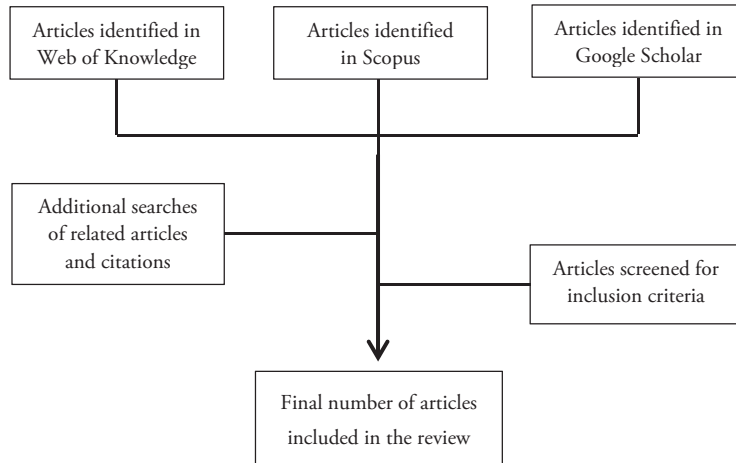 Articles identified in
Web of Knowledge
Articles identified
in Scopus
Articles identified in
Google Scholar
Additional searches
of related articles
and citations
Articles screened for
inclusion criteria
Final number of articles
included in the review